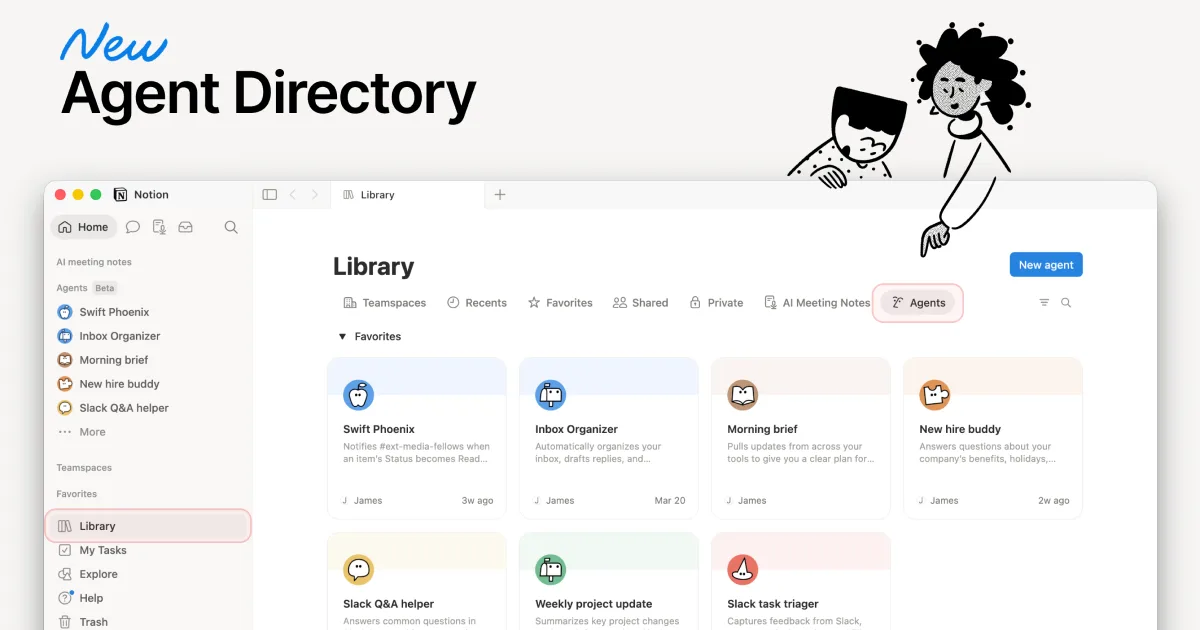 New
Agent Directory
Notion
Library
Home
AI meeting notes
Agents Beta
Swift Phoenix
Inbox Organizer
Morning brief
New hire buddy
Slack Q&A helper
More
Teamspaces
Favorites
Library
My Tasks
Explore
Help
Trash
Library
New agent
Teamspaces Recents Favorites Shared Private AI Meeting Notes Agents
Favorites
Swift Phoenix
Notifies #ext-media-fellows when
an item's Status becomes Read...
J James 3w ago
Inbox Organizer
Automatically organizes your
inbox, drafts replies, and...
J James Mar 20
Morning brief
Pulls updates from across your
tools to give you a clear plan for...
J James
New hire buddy
Answers questions about your
company's benefits, holidays,...
J James 2w ago
Slack Q&A helper
Answers common questions in
Weekly project update
Summarizes key project changes
Slack task triager
Captures feedback from Slack,